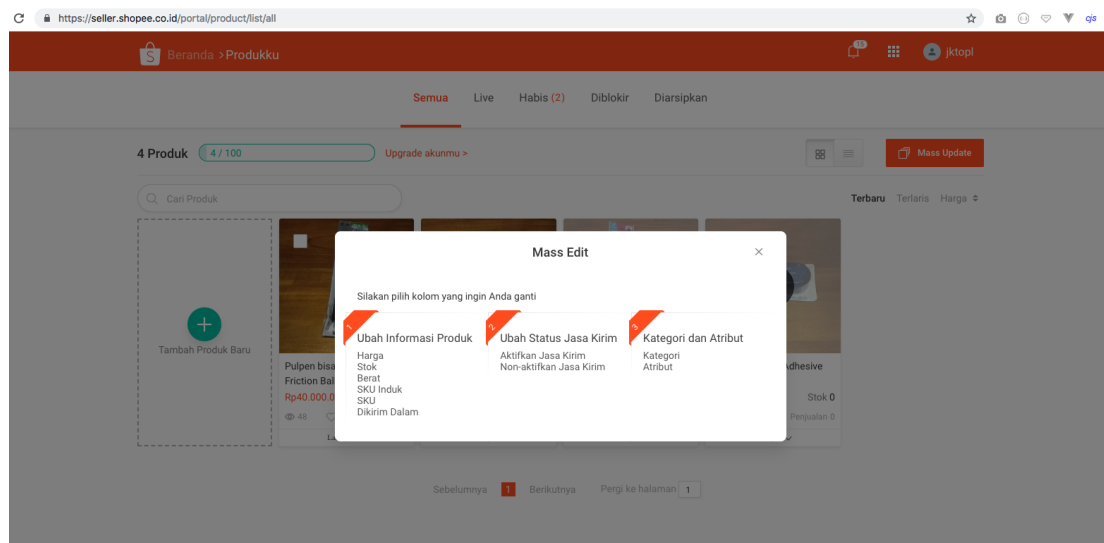 https://seller.shopee.co.id/portal/product/list/all
cjs
S Beranda > Produkku
15
jktopl
Semua Live Habis (2) Diblokir Diarsipkan
4 Produk 4 / 100 Upgrade akunmu >
Mass Update
Cari Produk
Terbaru Terlaris Harga
Mass Edit
Silakan pilih kolom yang ingin Anda ganti
1
Ubah Informasi Produk
Harga
Stok
Berat
SKU Induk
SKU
Dikirim Dalam
2
Ubah Status Jasa Kirim
Aktifkan Jasa Kirim
Non-aktifkan Jasa Kirim
3
Kategori dan Atribut
Kategori
Atribut
Tambah Produk Baru
Pulpen bisa
Friction Bal
Rp40.000.0
48
Stok 0
Penjualan 0
Sebelumnya 1 Berikutnya Pergi ke halaman 1